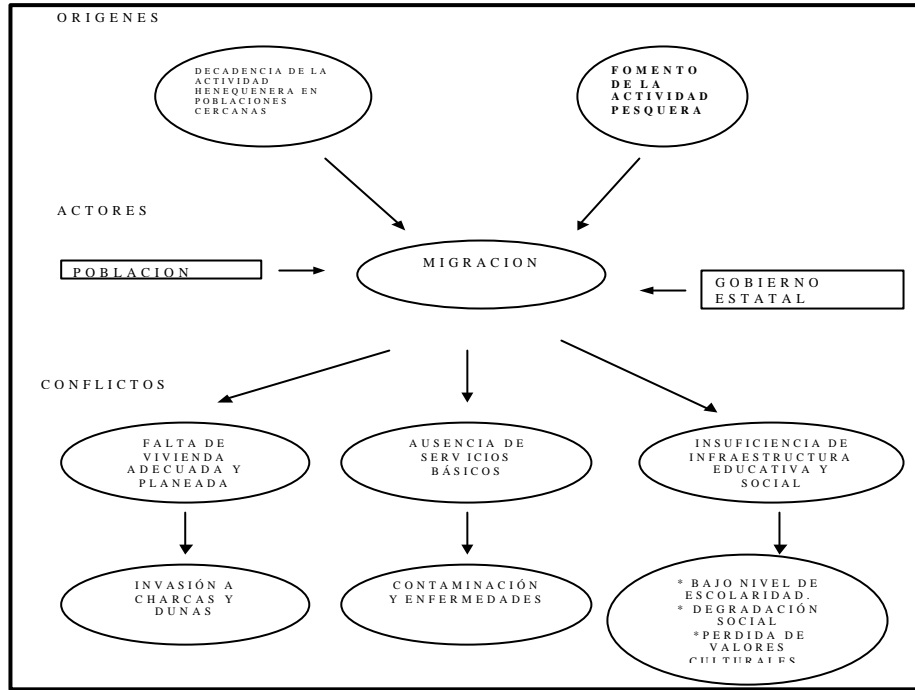 ORIGENES
DECADENCIA DE LA
ACTIVIDAD
HENEQUENERA EN
POBLACIONES
CERCANAS
FOMENTO
DE LA
ACTIVIDAD
PESQUERA
ACTORES
POBLACION
MIGRACION
GOBIERNO
ESTATAL
CONFLICTOS
FALTA DE
VIVIENDA
ADECUADA Y
PLANEADA
AUSENCIA DE
SERVICIOS
BÁSICOS
INSUFICIENCIA DE
INFRAESTRUCTURA
EDUCATIVA Y
SOCIAL
INVASIÓN A
CHARCAS Y
DUNAS
CONTAMINACIÓN
Y ENFERMEDADES
* BAJO NIVEL DE
ESCOLARIDAD.
* DEGRADACIÓN
SOCIAL
*PERDIDA DE
VALORES
CULTURALES